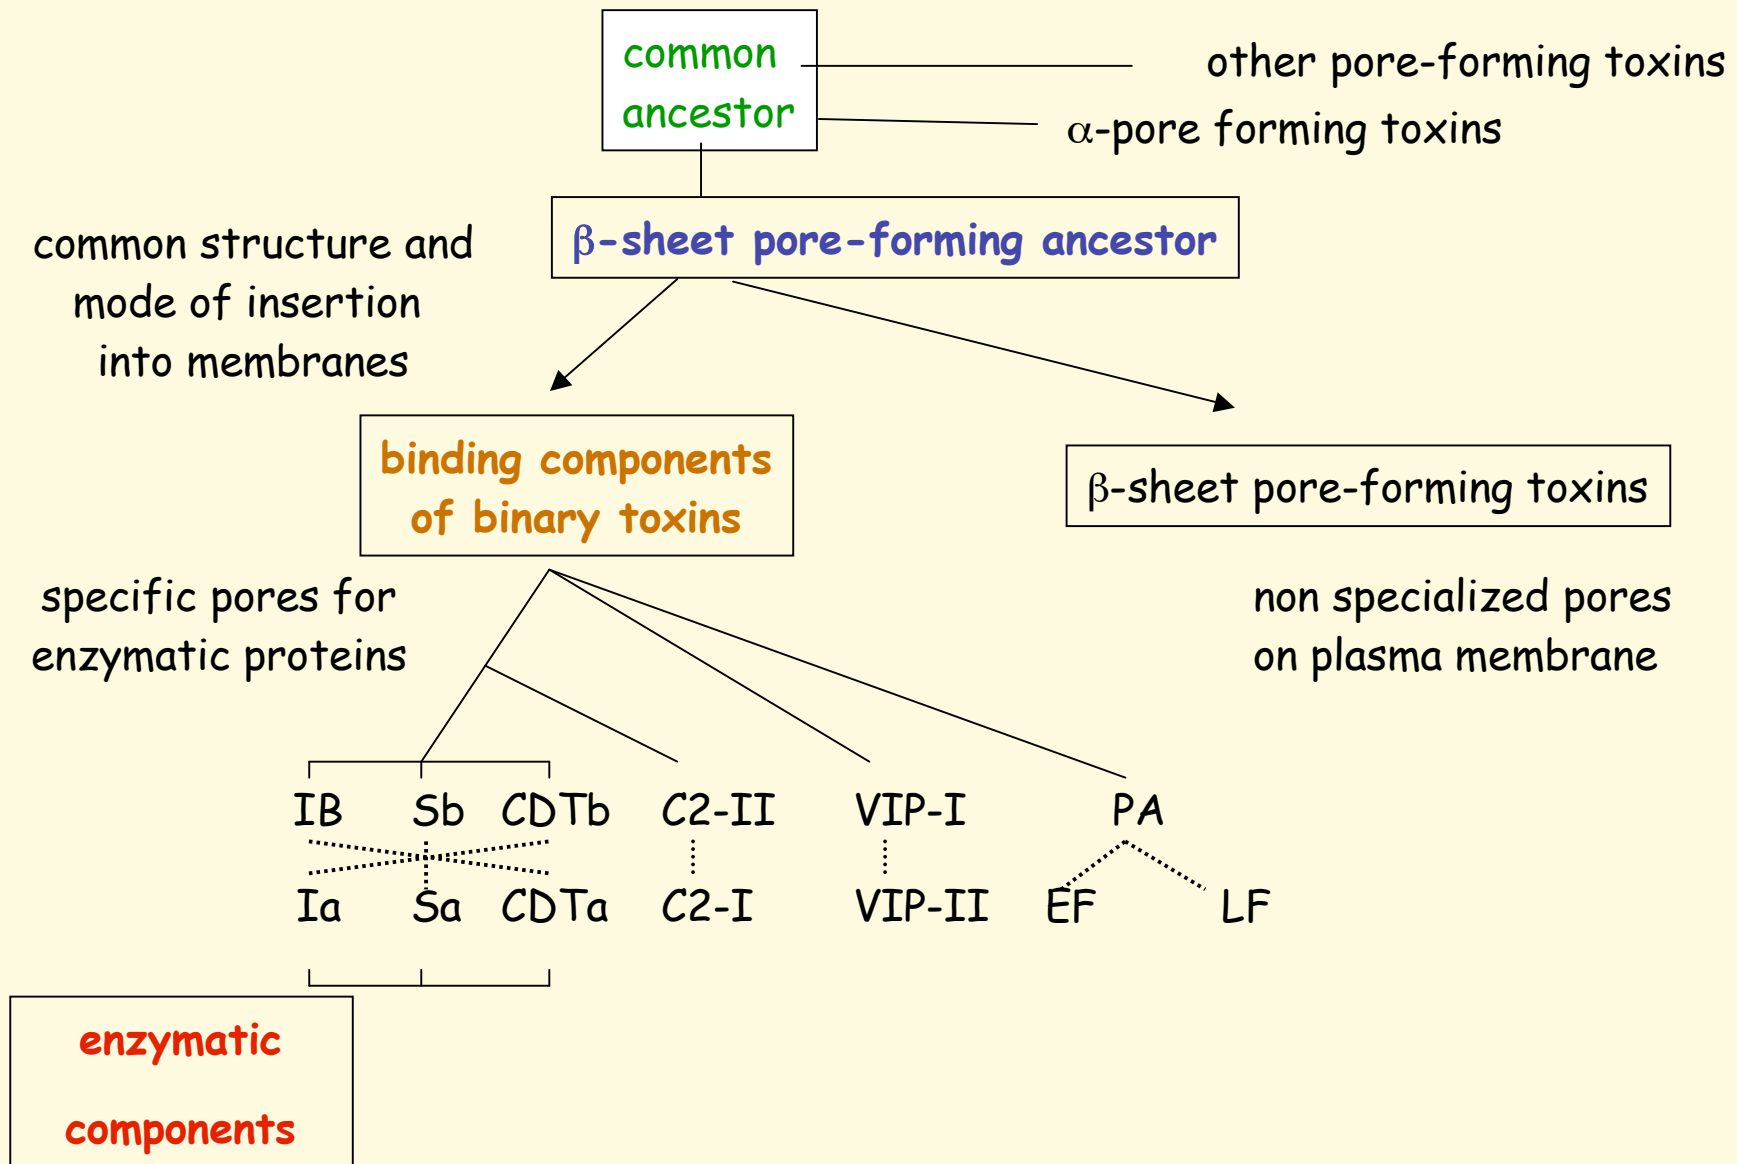 common
ancestor
other pore-forming toxins
α-pore forming toxins
β-sheet pore-forming ancestor
common structure and
mode of insertion
into membranes
binding components
of binary toxins
β-sheet pore-forming toxins
specific pores for
enzymatic proteins
non specialized pores
on plasma membrane
IB Sb CDTb C2-II VIP-I PA
Ia Sa CDTa C2-I VIP-II EF LF
enzymatic
components